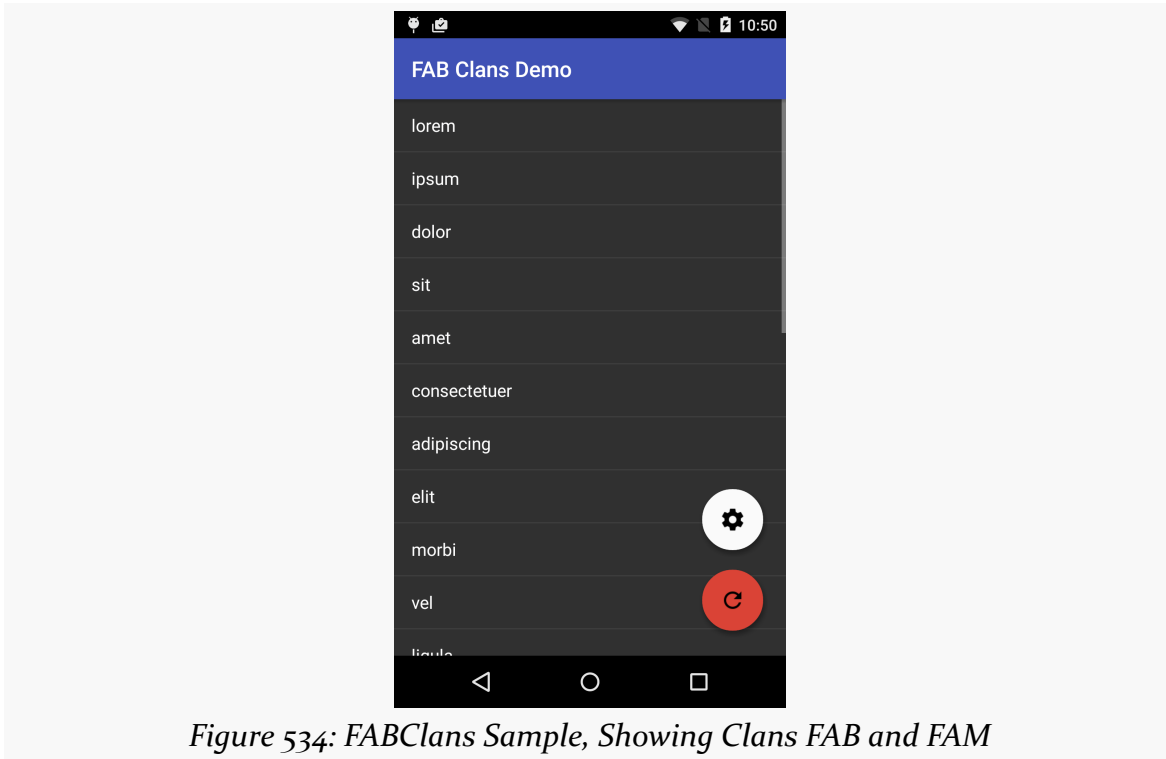 10:50
FAB Clans Demo
lorem
ipsum
dolor
sit
amet
consectetuer
adipiscing
elit
morbi
vel
ligula
Figure 534: FABClans Sample, Showing Clans FAB and FAM